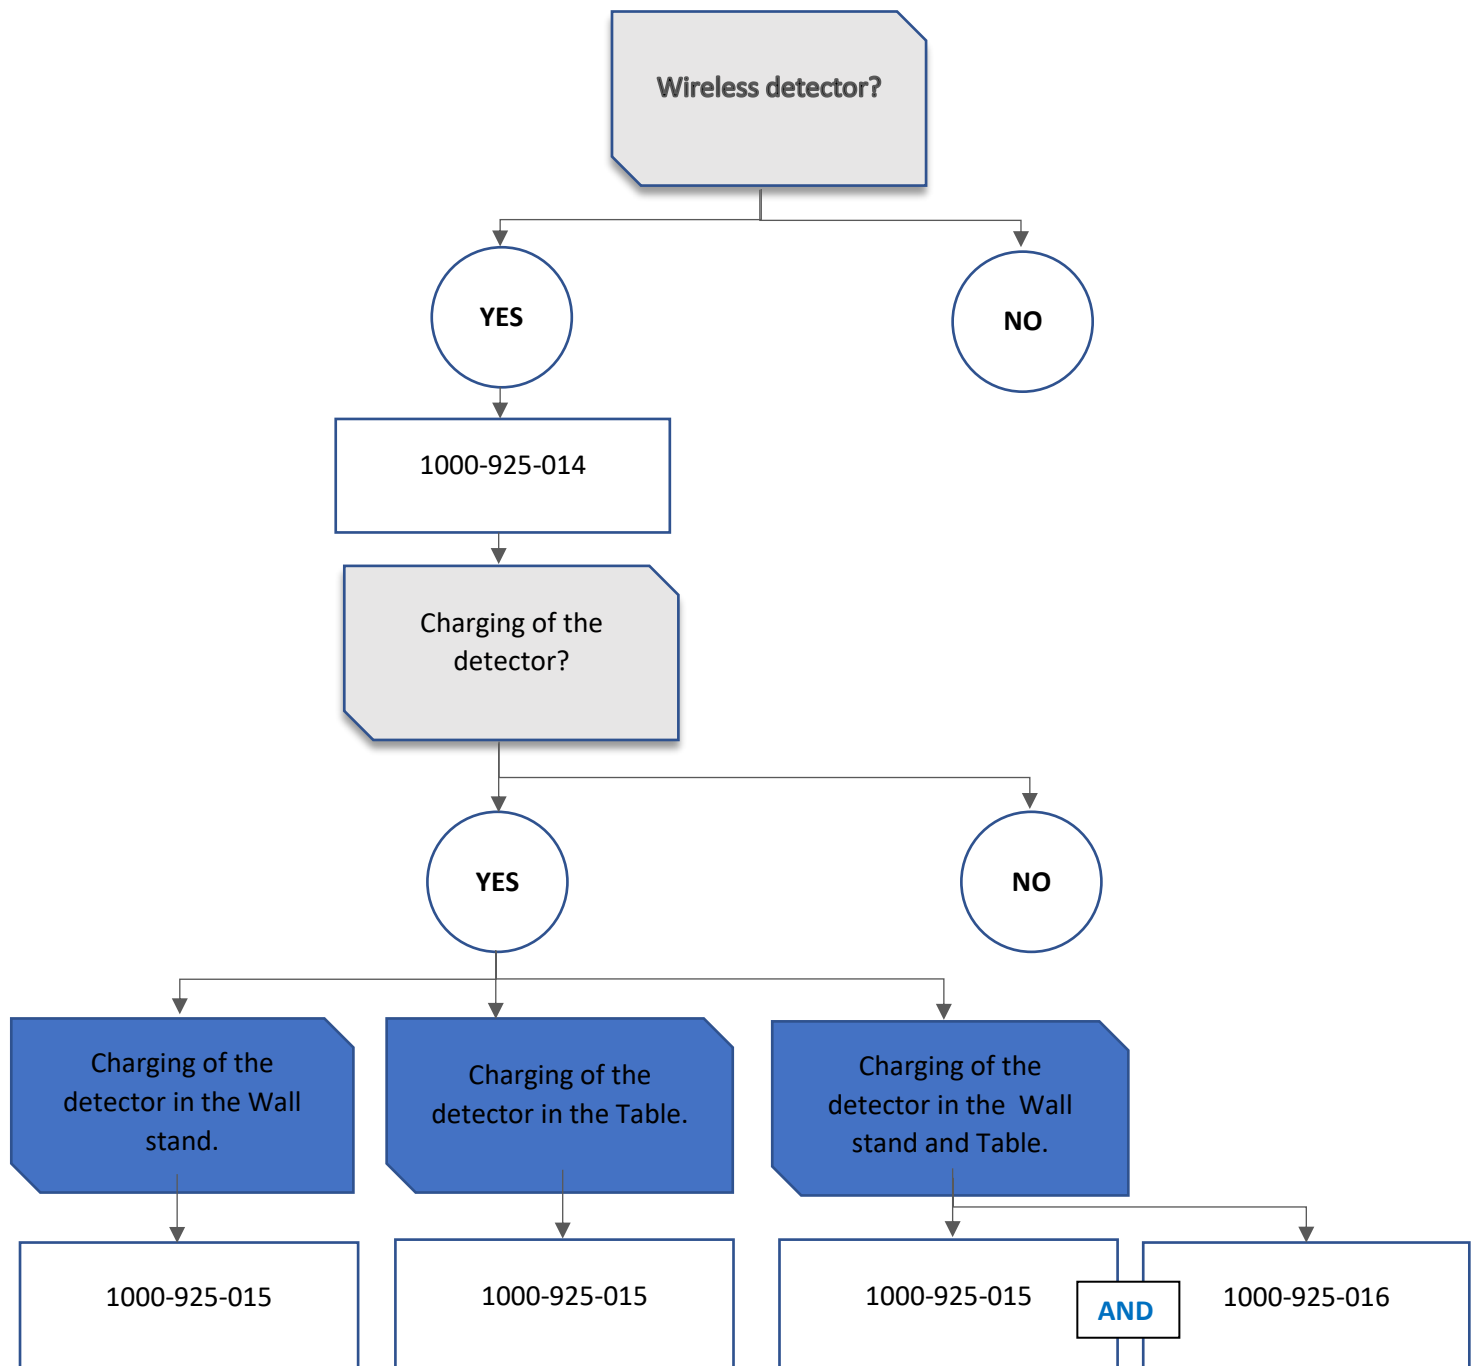 Wireless detector?
YES
NO
1000-925-014
Charging of the
detector?
YES
NO
Charging of the
detector in the Wall
stand.
Charging of the
detector in the Table.
Charging of the
detector in the  Wall
stand and Table.
1000-925-015
1000-925-015
1000-925-015
AND
1000-925-016